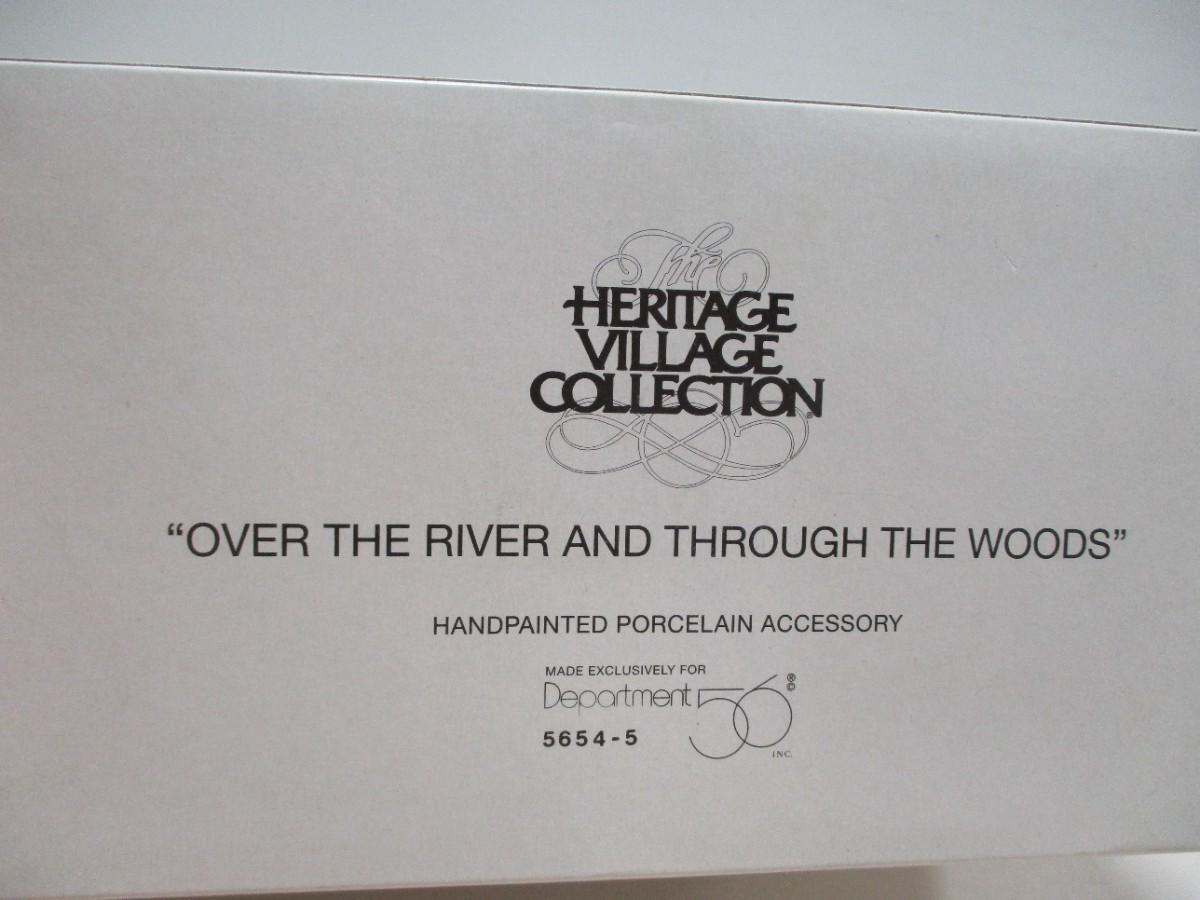 The
HERITAGE
VILLAGE
COLLECTION®
“OVER THE RIVER AND THROUGH THE WOODS”
HANDPAINTED PORCELAIN ACCESSORY
MADE EXCLUSIVELY FOR
Department 56 ® ©
INC.
5654-5